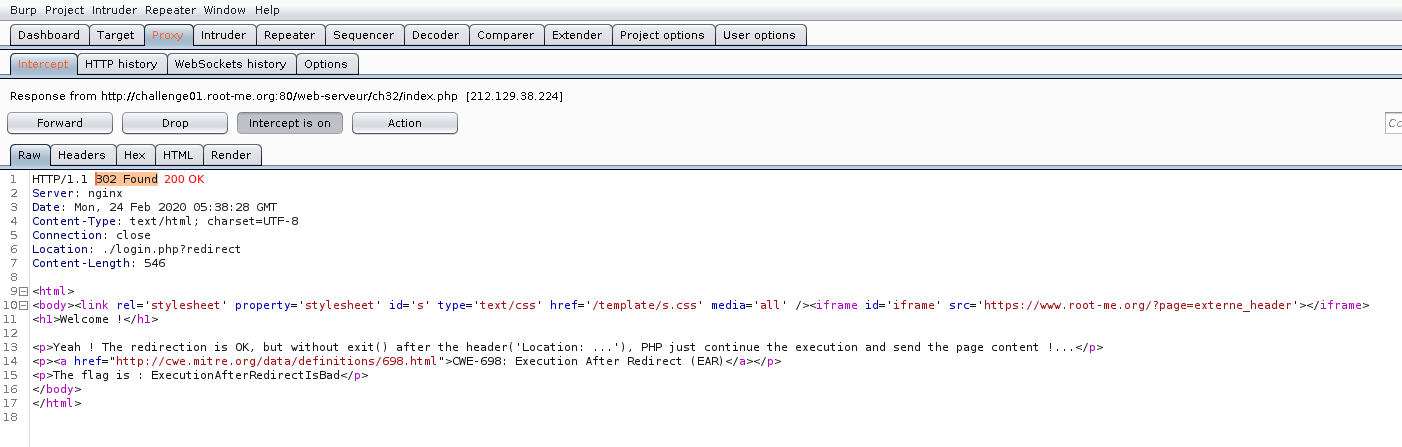 Burp Project Intruder Repeater Window Help
Dashboard Target Proxy Intruder Repeater Sequencer Decoder Comparer Extender Project options User options
Intercept HTTP history WebSockets history Options
Response from http://challenge01.root-me.org:80/web-serveur/ch32/index.php [212.129.38.224]
Forward Drop Intercept is on Action
Raw Headers Hex HTML Render
1 HTTP/1.1 302 Found 200 OK
2 Server: nginx
3 Date: Mon, 24 Feb 2020 05:38:28 GMT
4 Content-Type: text/html; charset=UTF-8
5 Connection: close
6 Location: ./login.php?redirect
7 Content-Length: 546
8
9 <html>
10 <body><link rel='stylesheet' property='stylesheet' id='s' type='text/css' href='/template/s.css' media='all' /><iframe id='iframe' src='https://www.root-me.org/?page=externe_header'></iframe>
11 <h1>Welcome !</h1>
12
13 <p>Yeah ! The redirection is OK, but without exit() after the header('Location: ...'), PHP just continue the execution and send the page content !...</p>
14 <p><a href="http://cwe.mitre.org/data/definitions/698.html">CWE-698: Execution After Redirect (EAR)</a></p>
15 <p>The flag is : ExecutionAfterRedirectIsBad</p>
16 </body>
17 </html>
18